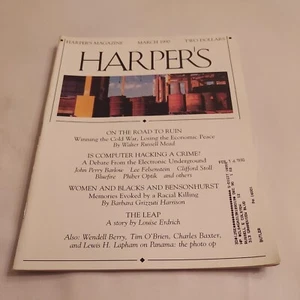 HARPER'S MAGAZINE MARCH 1990 TWO DOLLARS
HARPER'S
ON THE ROAD TO RUIN
Winning the Cold War, Losing the Economic Peace
By Walter Russell Mead
IS COMPUTER HACKING A CRIME?
A Debate From the Electronic Underground
John Perry Barlow Lee Felsenstein Clifford Stoll
Bluefire Phiber Optik and others
WOMEN AND BLACKS AND BENSONHURST
Memories Evoked by a Racial Killing
By Barbara Grizzuti Harrison
THE LEAP
A story by Louise Erdrich
Also: Wendell Berry, Tim O'Brien, Charles Baxter,
and Lewis H. Lapham on Panama: the photo op